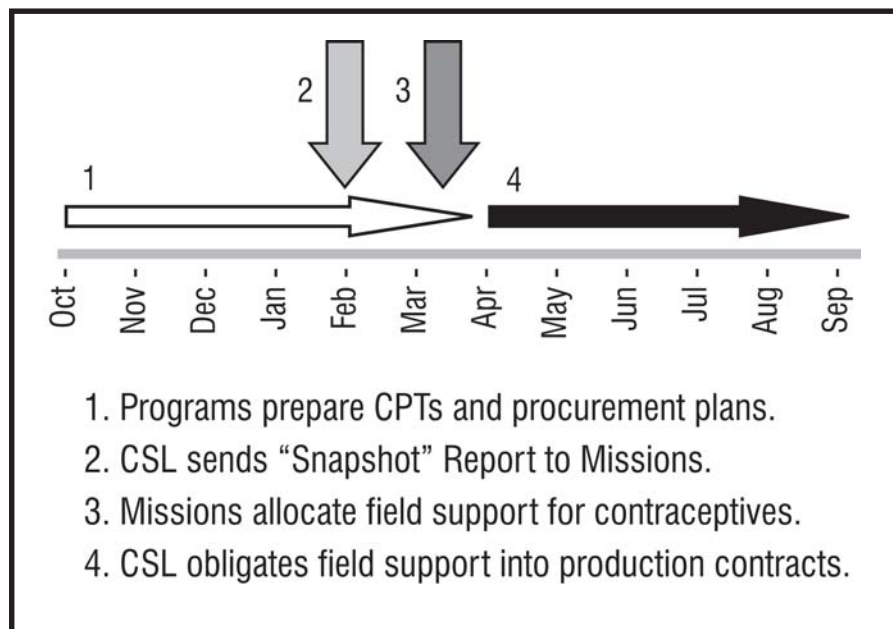 2
3
1
4
Oct -
Nov -
Dec -
Jan -
Feb -
Mar -
Apr -
May -
Jun -
Jul -
Aug -
Sep -
1. Programs prepare CPTs and procurement plans.
2. CSL sends “Snapshot” Report to Missions.
3. Missions allocate field support for contraceptives.
4. CSL obligates field support into production contracts.